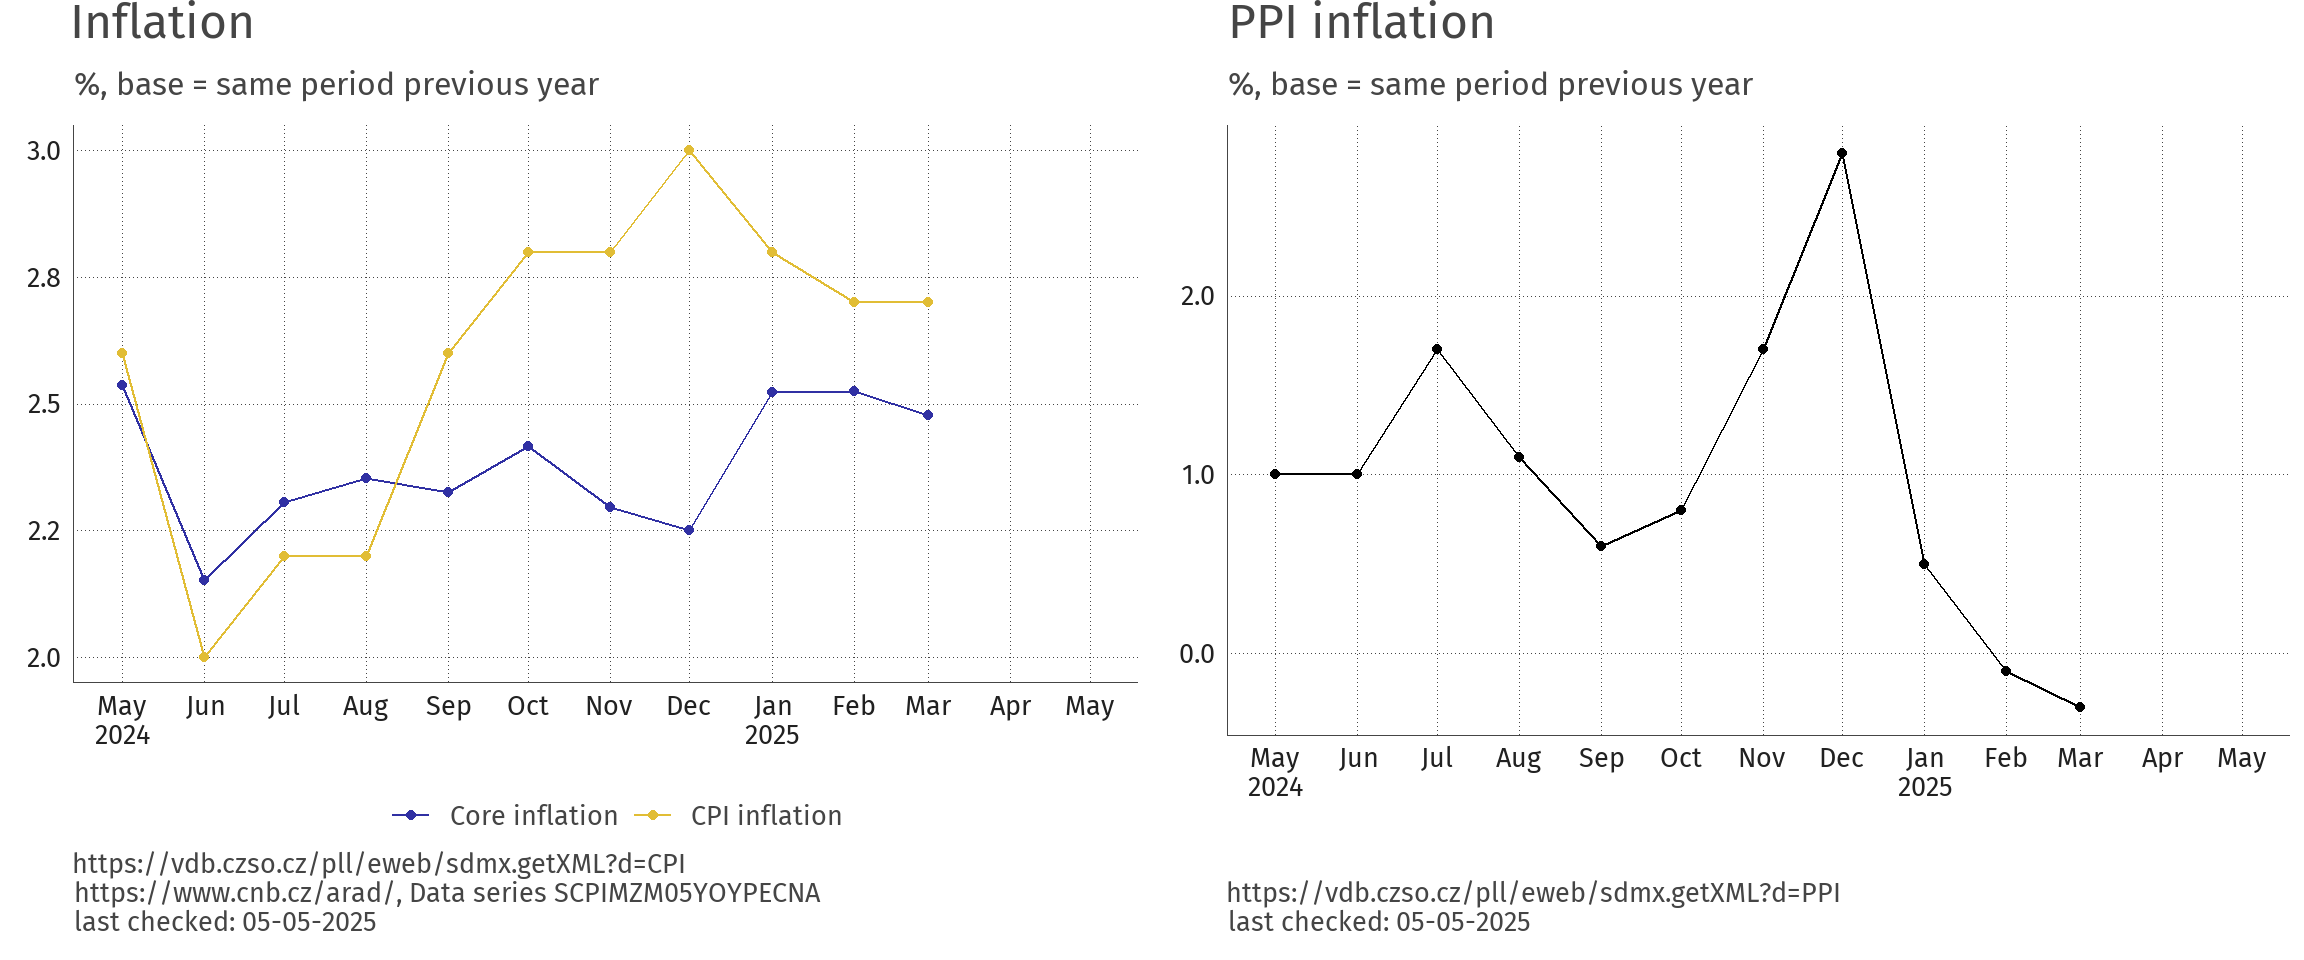 Inflation
%, base = same period previous year
3.0
2.8
2.5
2.2
2.0
May Jun Jul Aug Sep Oct Nov Dec Jan Feb Mar Apr May
2024 2025
Core inflation CPI inflation
https://vdb.czso.cz/pll/eweb/sdmx.getXML?d=CPI
https://www.cnb.cz/arad/, Data series SCPIMZM05YOYPECNA
last checked: 05-05-2025
PPI inflation
%, base = same period previous year
2.0
1.0
0.0
May Jun Jul Aug Sep Oct Nov Dec Jan Feb Mar Apr May
2024 2025
https://vdb.czso.cz/pll/eweb/sdmx.getXML?d=PPI
last checked: 05-05-2025